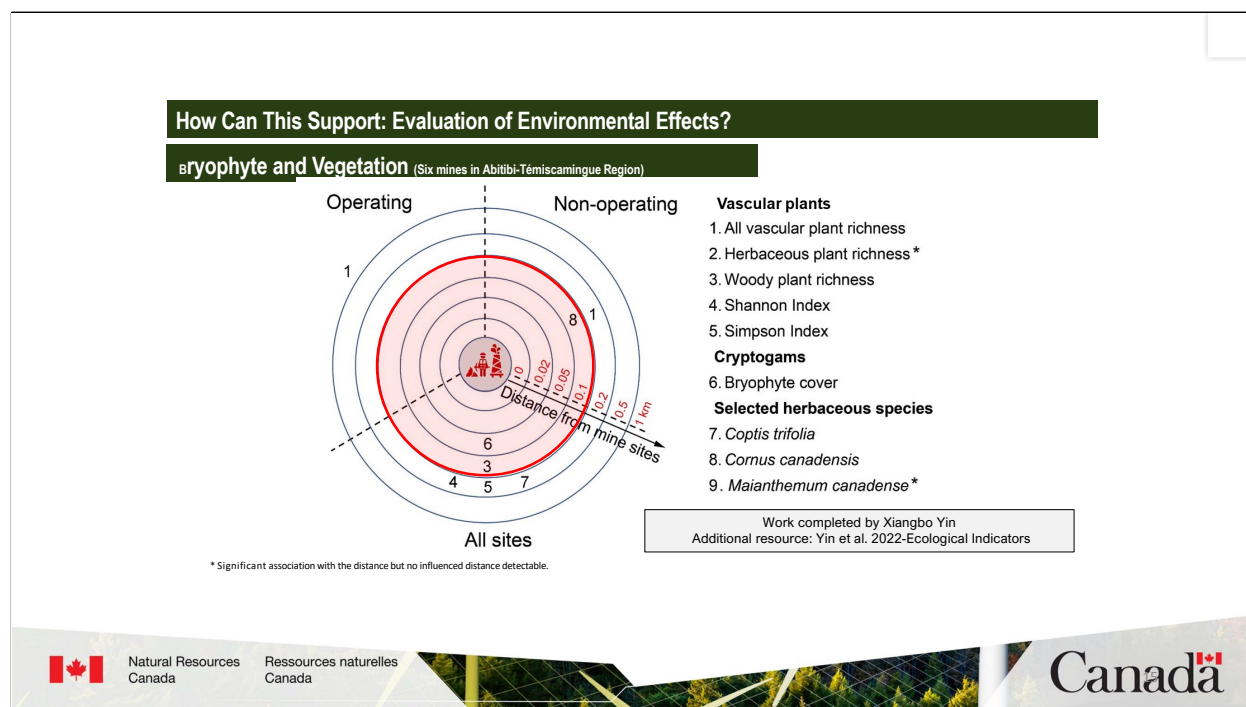 How Can This Support: Evaluation of Environmental Effects?
Bryophyte and Vegetation (Six mines in Abitibi-Témiscamingue Region)
Operating
Non-operating
1
1
8
0
0.02
0.05
0.1
0.2
0.5
1 km
Distance from mine sites
6
3
4
5
7
All sites
Vascular plants
1. All vascular plant richness
2. Herbaceous plant richness*
3. Woody plant richness
4. Shannon Index
5. Simpson Index
Cryptogams
6. Bryophyte cover
Selected herbaceous species
7. Coptis trifolia
8. Cornus canadensis
9. Maianthemum canadense*
Work completed by Xiangbo Yin
Additional resource: Yin et al. 2022-Ecological Indicators
* Significant association with the distance but no influenced distance detectable.
Natural Resources
Canada
Ressources naturelles
Canada
Canada
15